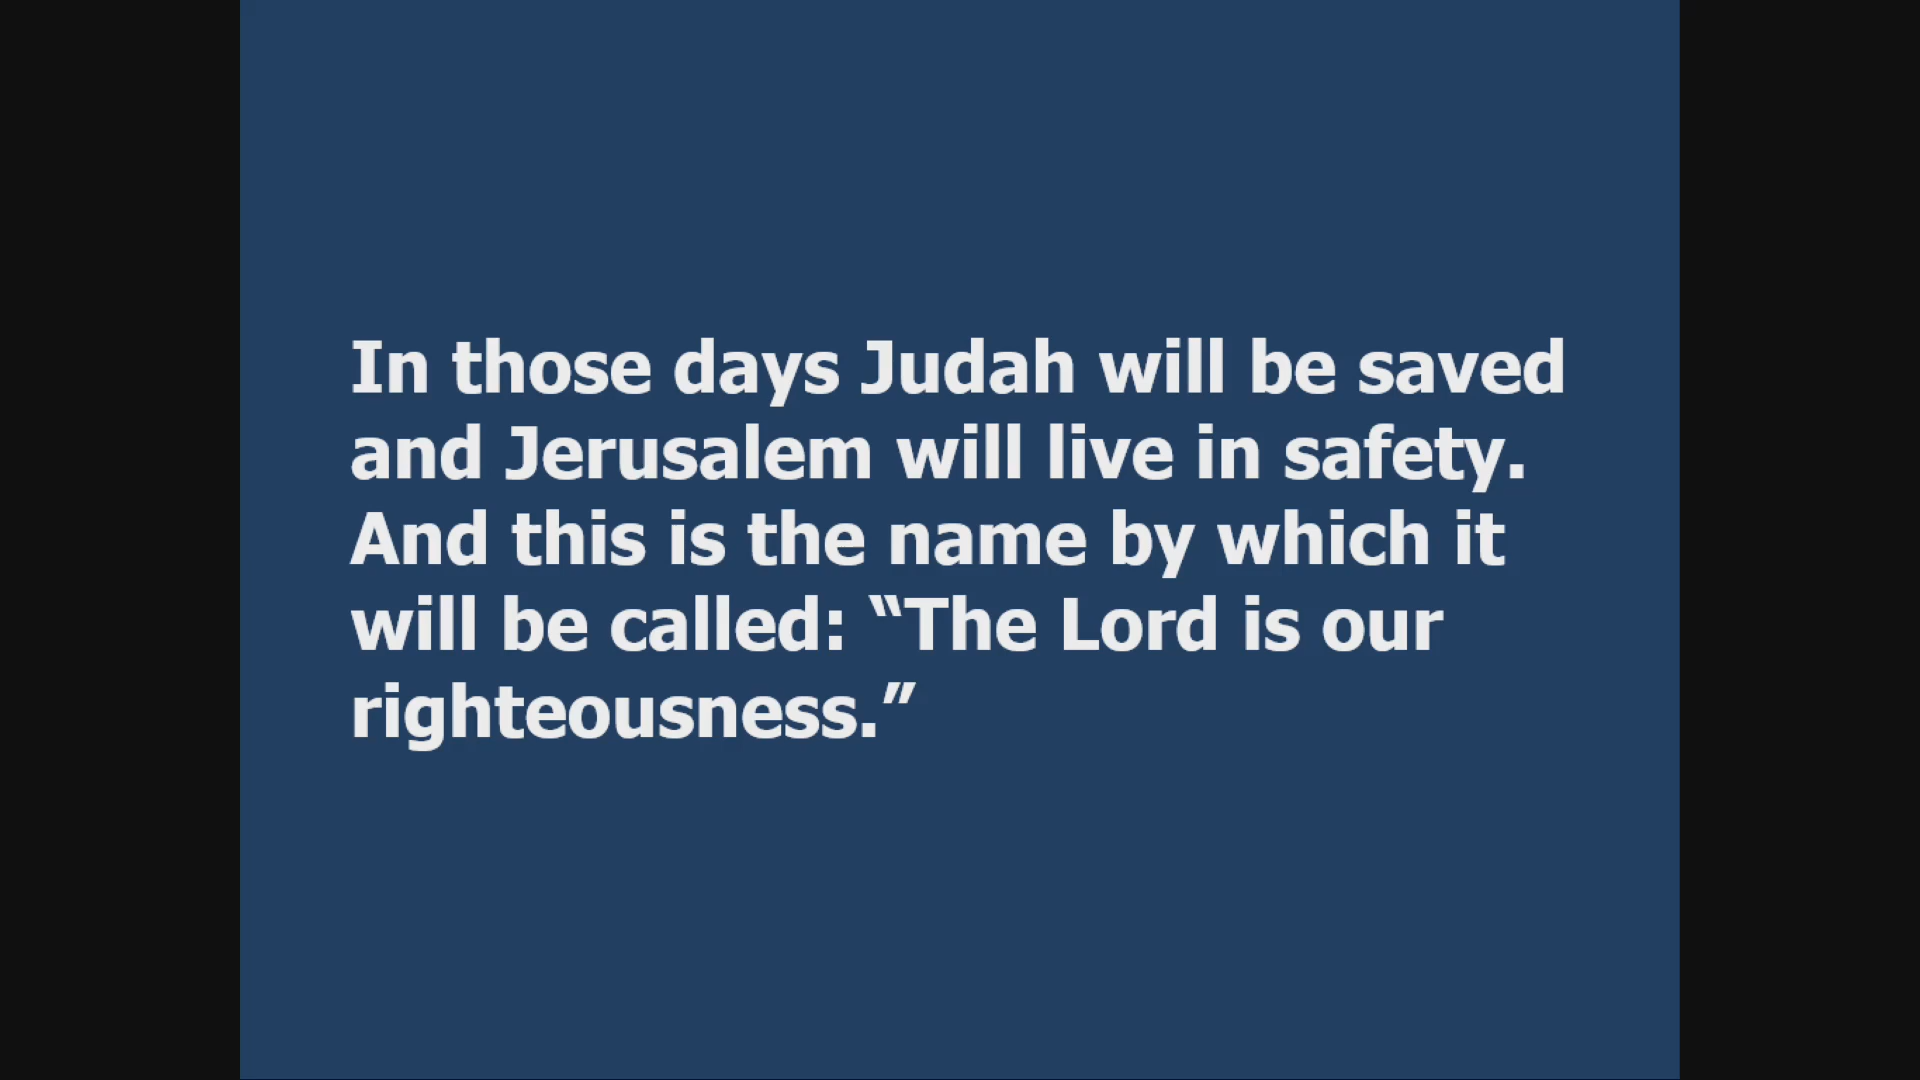 In those days Judah will be saved
and Jerusalem will live in safety.
And this is the name by which it
will be called: “The Lord is our
righteousness.”